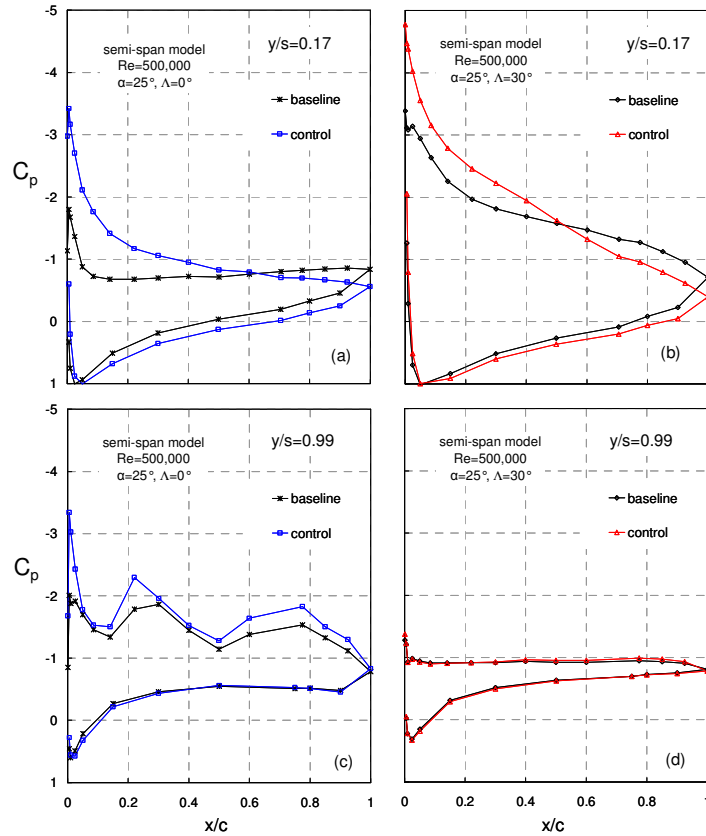 -5
-4
-3
-2
-1
0
1
C_p
semi-span model
Re=500,000
α=25°, Λ=0°
y/s=0.17
baseline
control
(a)
semi-span model
Re=500,000
α=25°, Λ=30°
y/s=0.17
baseline
control
(b)
-5
-4
-3
-2
-1
0
1
C_p
semi-span model
Re=500,000
α=25°, Λ=0°
y/s=0.99
baseline
control
(c)
0 0.2 0.4 0.6 0.8 1
x/c
semi-span model
Re=500,000
α=25°, Λ=30°
y/s=0.99
baseline
control
(d)
0 0.2 0.4 0.6 0.8 1
x/c